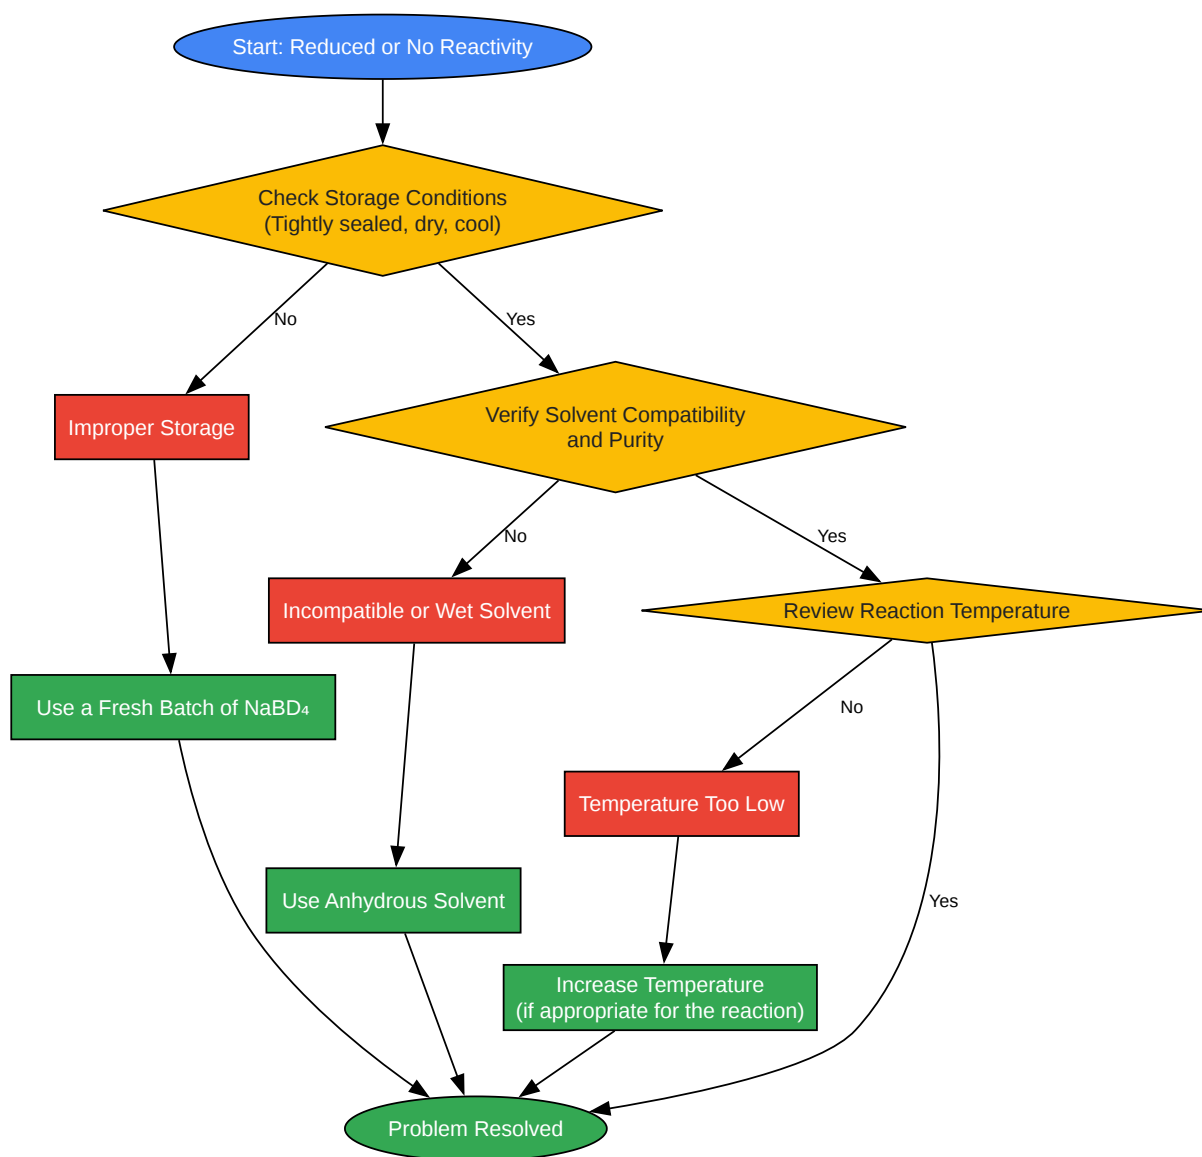 Start: Reduced or No Reactivity
Check Storage Conditions
(Tightly sealed, dry, cool)
No
Yes
Improper Storage
Verify Solvent Compatibility
and Purity
No
Yes
Incompatible or Wet Solvent
Review Reaction Temperature
Use a Fresh Batch of NaBD₄
No
Temperature Too Low
Use Anhydrous Solvent
Yes
Increase Temperature
(if appropriate for the reaction)
Problem Resolved